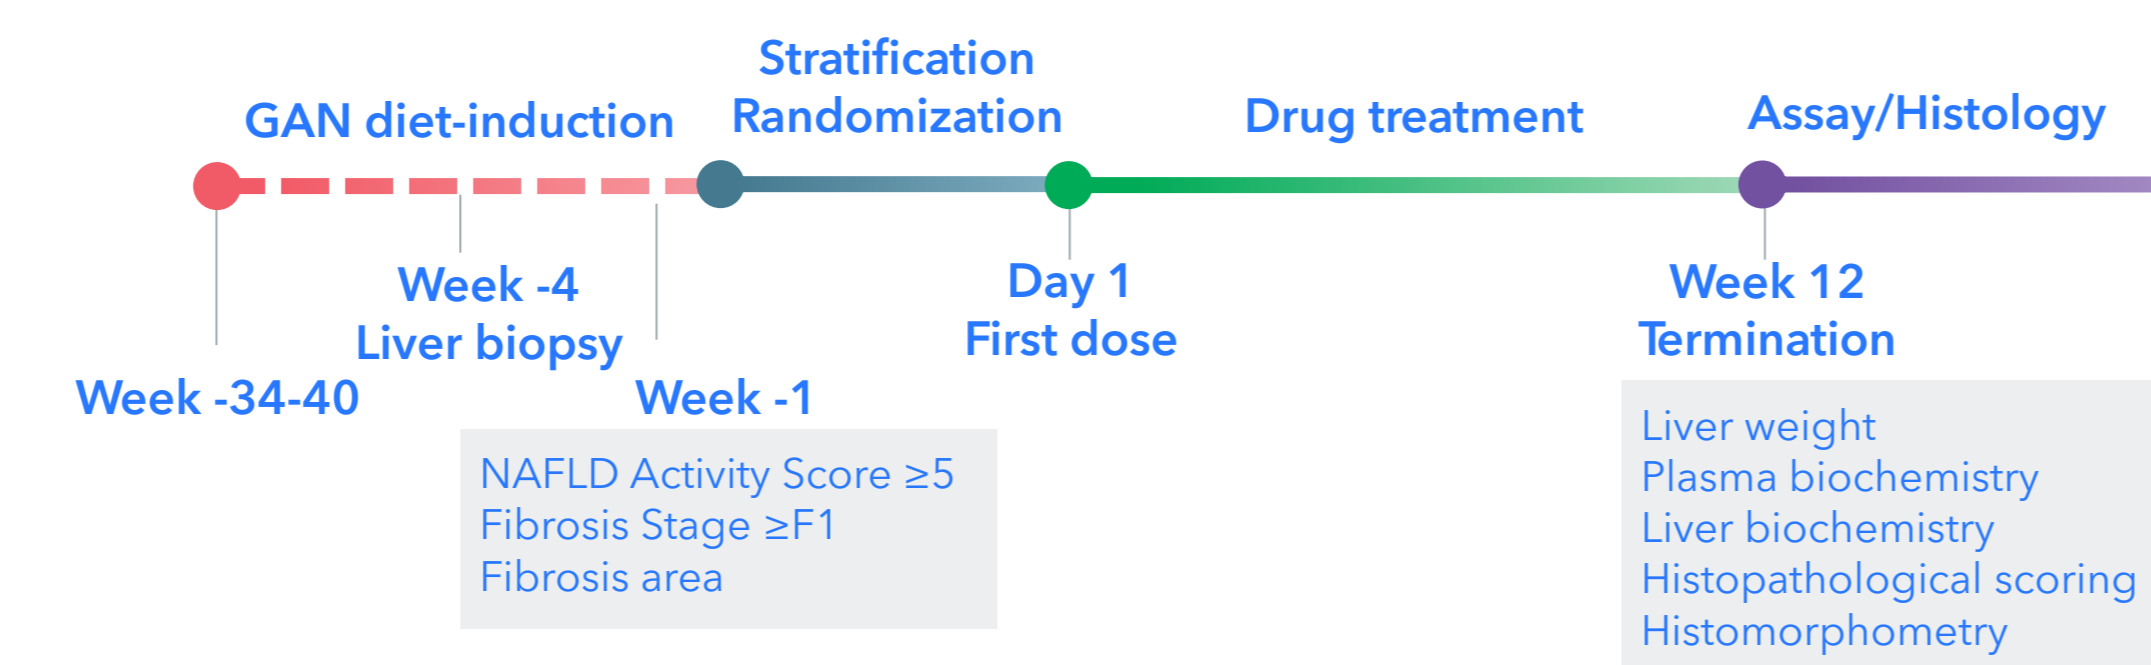 GAN diet-induction
Stratification
Randomization
Drug treatment
Assay/Histology
Week -34-40
Week -4
Liver biopsy
Week -1
NAFLD Activity Score ≥5
Fibrosis Stage ≥F1
Fibrosis area
Day 1
First dose
Week 12
Termination
Liver weight
Plasma biochemistry
Liver biochemistry
Histopathological scoring
Histomorphometry